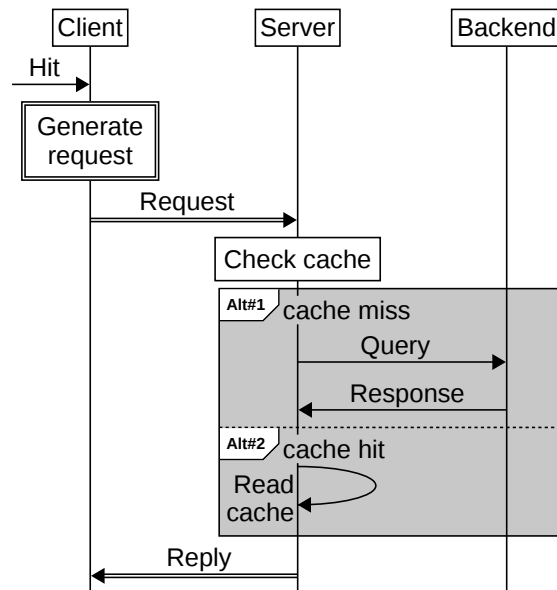 Client
Server
Backend
Hit
Generate
request
Request
Check cache
Alt#1
cache miss
Query
Response
Alt#2
cache hit
Read
cache
Reply